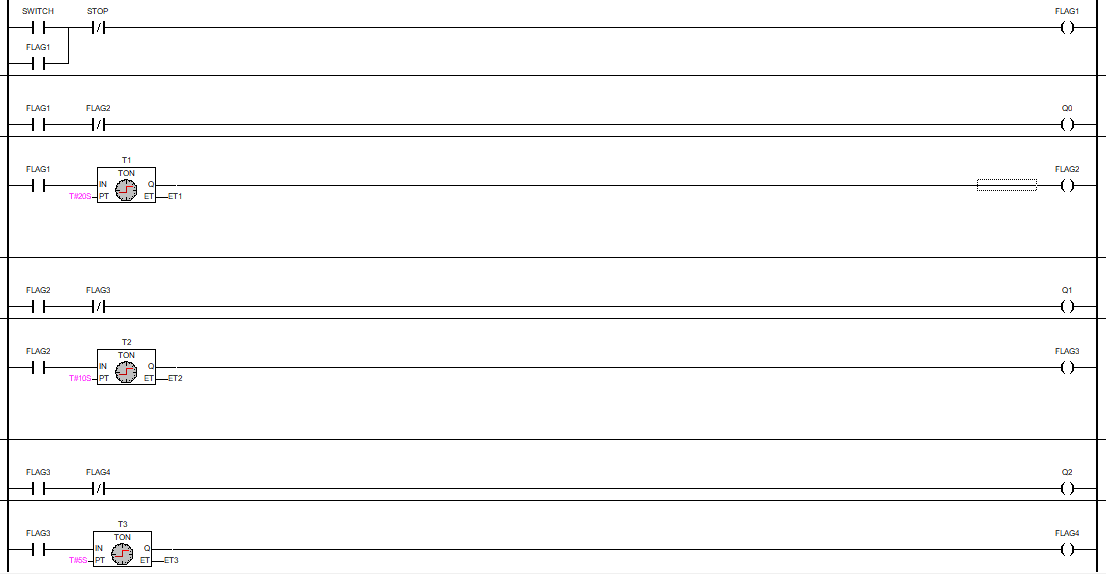 SWITCH STOP FLAG1
FLAG1
FLAG1 FLAG2 Q0
T1
FLAG1 TON FLAG2
IN Q
T#20S PT ET ET1
FLAG2 FLAG3 Q1
T2
FLAG2 TON FLAG3
IN Q
T#10S PT ET ET2
FLAG3 FLAG4 Q2
T3
FLAG3 TON FLAG4
IN Q
T#5S PT ET ET3